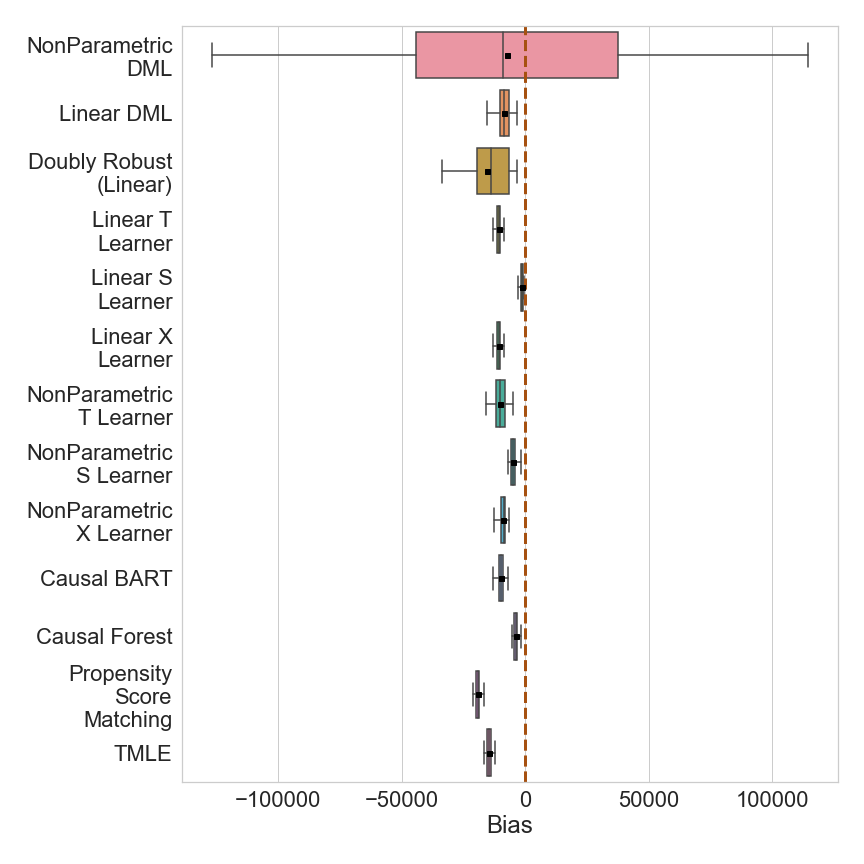 NonParametric
DML
Linear DML
Doubly Robust
(Linear)
Linear T
Learner
Linear S
Learner
Linear X
Learner
NonParametric
T Learner
NonParametric
S Learner
NonParametric
X Learner
Causal BART
Causal Forest
Propensity
Score
Matching
TMLE
−100000 −50000 0 50000 100000
Bias